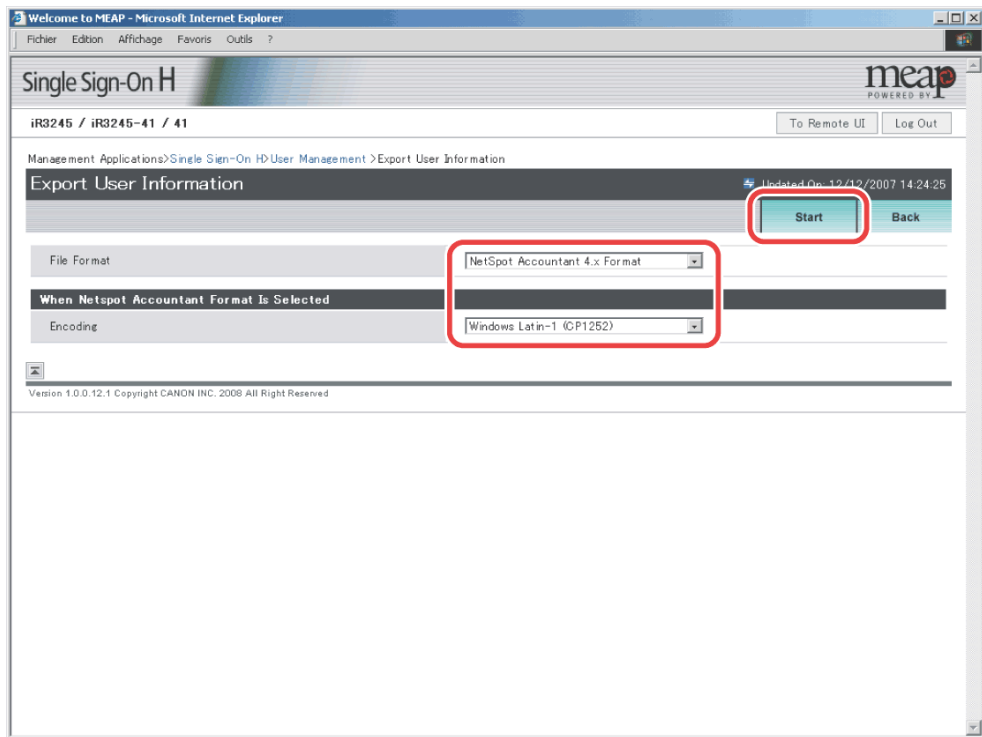 Welcome to MEAP - Microsoft Internet Explorer
Fichier Edition Affichage Favoris Outils ?
Single Sign-On H
meap
POWERED BY
iR3245 / iR3245-41 / 41
To Remote UI Log Out
Management Applications>Single Sign-On H>User Management >Export User Information
Export User Information
Updated On: 12/12/2007 14:24:25
Start Back
File Format NetSpot Accountant 4.x Format
When Netspot Accountant Format Is Selected
Encoding Windows Latin-1 (CP1252)
Version 1.0.0.12.1 Copyright CANON INC. 2008 All Right Reserved